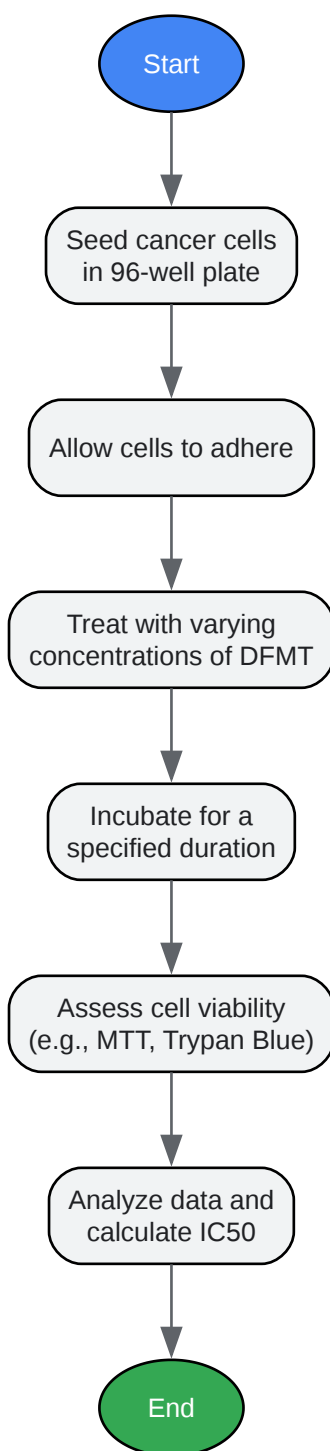 Start
Seed cancer cells
in 96-well plate
Allow cells to adhere
Treat with varying
concentrations of DFMT
Incubate for a
specified duration
Assess cell viability
(e.g., MTT, Trypan Blue)
Analyze data and
calculate IC50
End